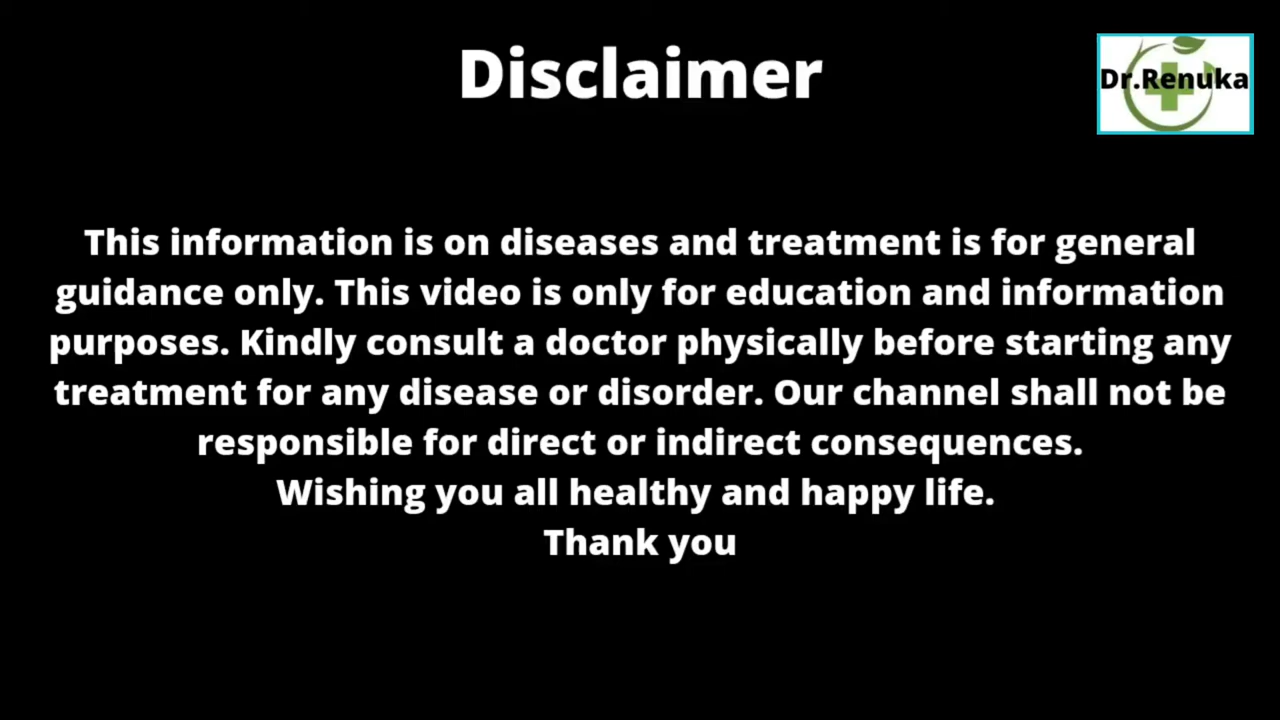 Disclaimer
Dr.Renuka
This information is on diseases and treatment is for general
guidance only. This video is only for education and information
purposes. Kindly consult a doctor physically before starting any
treatment for any disease or disorder. Our channel shall not be
responsible for direct or indirect consequences.
Wishing you all healthy and happy life.
Thank you